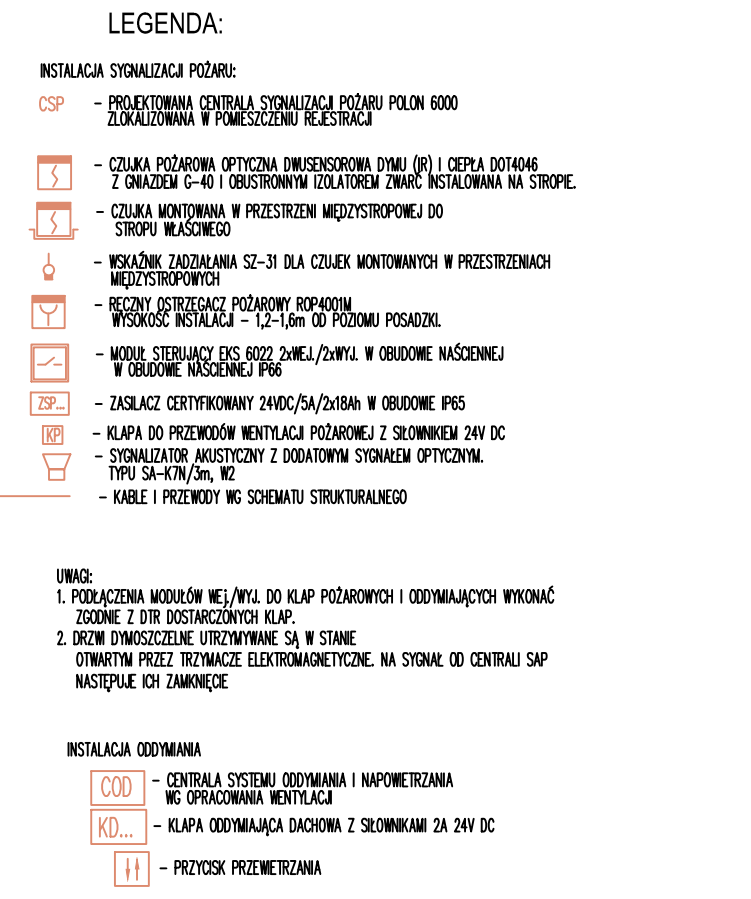 LEGENDA:
INSTALACJA SYGNALIZACJI POŻARU:
CSP – PROJEKTOWANA CENTRALA SYGNALIZACJI POŻARU POLON 6000
ZLOKALIZOWANA W POMIESZCZENIU REJESTRACJI
– CZUJKA POŻAROWA OPTYCZNA DWUSENSOROWA DYMU (IR) I CIEPŁA DOT4046
Z GNIAZDEM G–40 I OBUSTRONNYM IZOLATOREM ZWARĆ INSTALOWANA NA STROPIE.
– CZUJKA MONTOWANA W PRZESTRZENI MIĘDZYSTROPOWEJ DO
STROPU WŁAŚCIWEGO
– WSKAŹNIK ZADZIAŁANIA SZ–31 DLA CZUJEK MONTOWANYCH W PRZESTRZENIACH
MIĘDZYSTROPOWYCH
– RĘCZNY OSTRZEGACZ POŻAROWY ROP4001M
WYSOKOŚĆ INSTALACJI – 1,2–1,6m OD POZIOMU POSADZKI.
– MODUŁ STERUJĄCY EKS 6022 2xWEJ./2xWYJ. W OBUDOWIE NAŚCIENNEJ
W OBUDOWIE NAŚCIENNEJ IP66
ZSP... – ZASILACZ CERTYFIKOWANY 24VDC/5A/2x18Ah W OBUDOWIE IP65
KP – KLAPA DO PRZEWODÓW WENTYLACJI POŻAROWEJ Z SIŁOWNIKIEM 24V DC
– SYGNALIZATOR AKUSTYCZNY Z DODATOWYM SYGNAŁEM OPTYCZNYM.
TYPU SA–K7N/3m, W2
– KABLE I PRZEWODY WG SCHEMATU STRUKTURALNEGO
UWAGI:
1. PODŁĄCZENIA MODUŁÓW WEj./WYJ. DO KLAP POŻAROWYCH I ODDYMIAJĄCYCH WYKONAĆ
ZGODNIE Z DTR DOSTARCZONYCH KLAP.
2. DRZWI DYMOSZCZELNE UTRZYMYWANE SĄ W STANIE
OTWARTYM PRZEZ TRZYMACZE ELEKTROMAGNETYCZNE. NA SYGNAŁ OD CENTRALI SAP
NASTĘPUJE ICH ZAMKNIĘCIE
INSTALACJA ODDYMIANIA
COD – CENTRALA SYSTEMU ODDYMIANIA I NAPOWIETRZANIA
WG OPRACOWANIA WENTYLACJI
KD... – KLAPA ODDYMIAJĄCA DACHOWA Z SIŁOWNIKAMI 2A 24V DC
– PRZYCISK PRZEWIETRZANIA